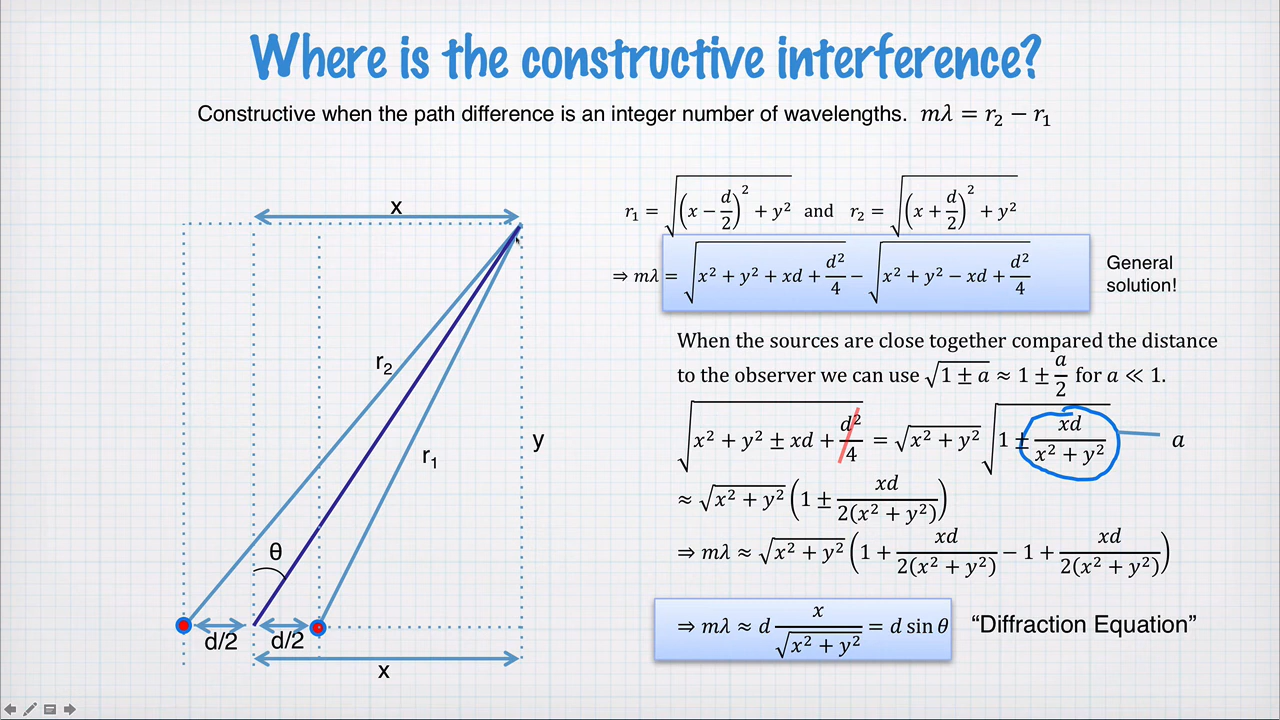 Where is the constructive interference?
Constructive when the path difference is an integer number of wavelengths. mλ = r₂ − r₁
x
r₁ = √((x − d/2)² + y²) and r₂ = √((x + d/2)² + y²)
⇒ mλ = √(x² + y² + xd + d²/4) − √(x² + y² − xd + d²/4)
General
solution!
When the sources are close together compared the distance
to the observer we can use √(1 ± a) ≈ 1 ± a/2 for a ≪ 1.
r₂
r₁
y
√(x² + y² ± xd + d²/4) = √(x² + y²) √(1 ± xd/(x² + y²))
a
≈ √(x² + y²) (1 ± xd/(2(x² + y²)))
θ
⇒ mλ ≈ √(x² + y²) (1 + xd/(2(x² + y²)) − 1 + xd/(2(x² + y²)))
d/2
d/2
x
⇒ mλ ≈ d x/√(x² + y²) = d sin θ
“Diffraction Equation”